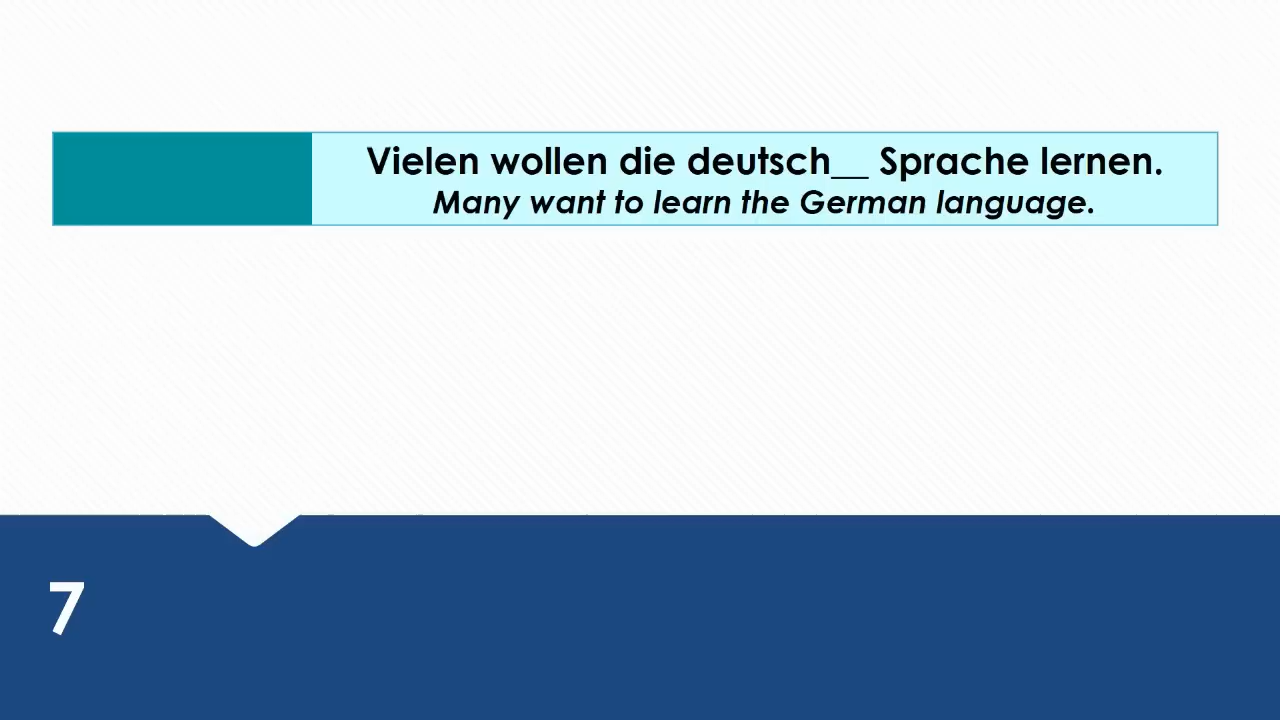 Vielen wollen die deutsch__ Sprache lernen.
Many want to learn the German language.
7